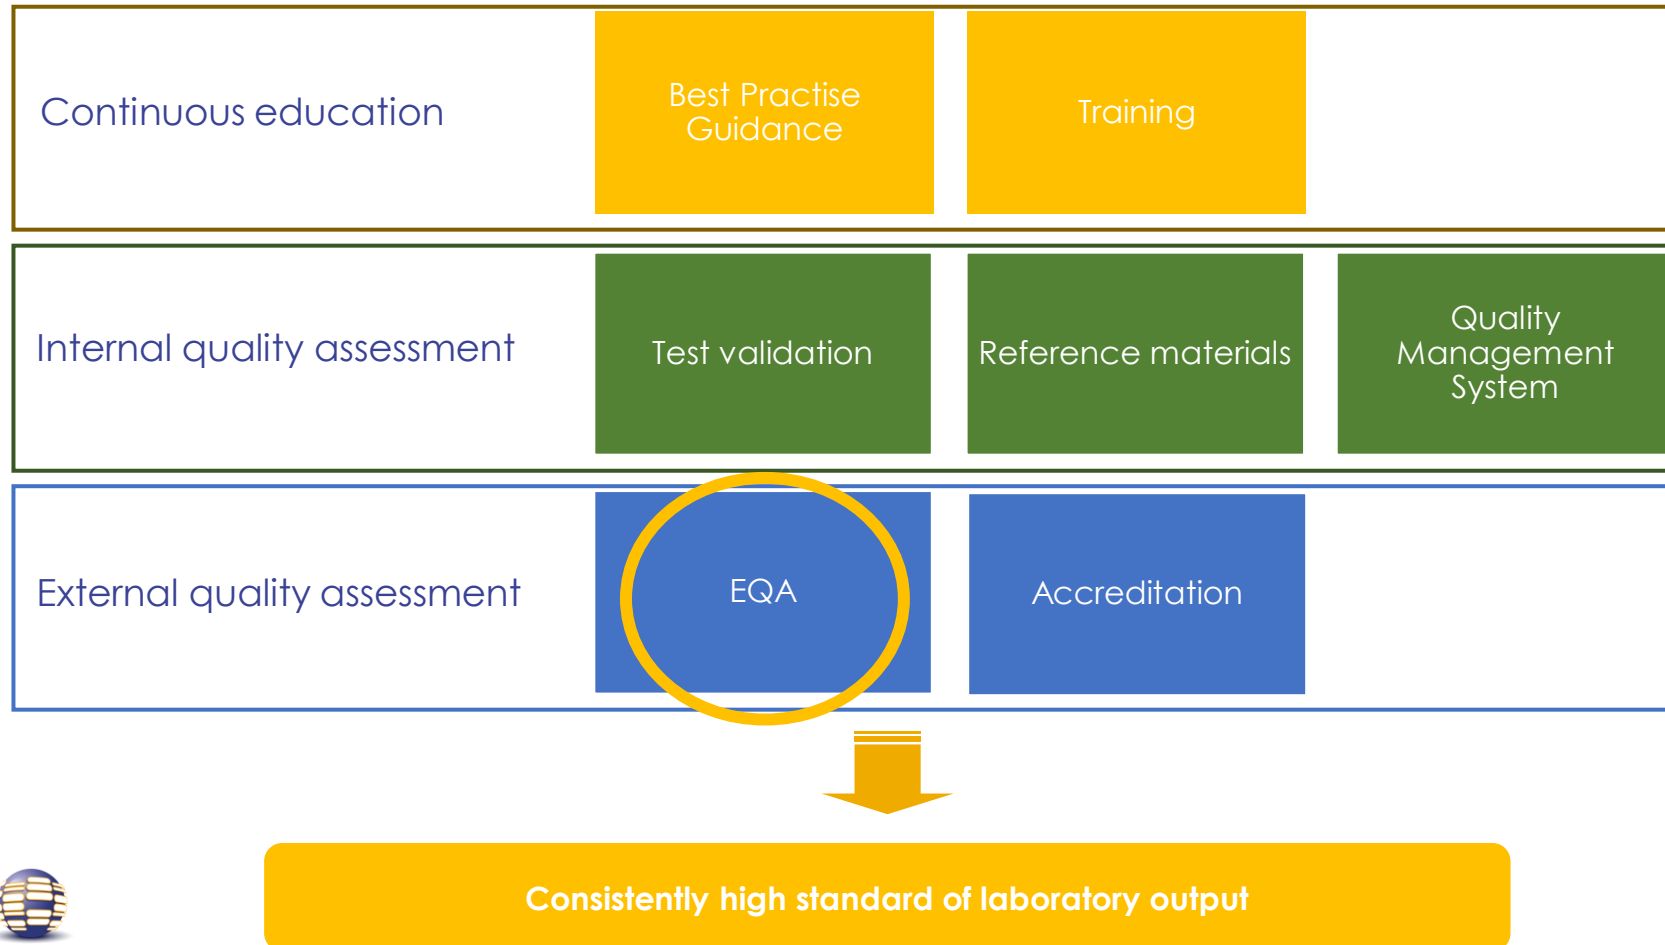 Continuous education
Best Practise
Guidance
Training
Internal quality assessment
Test validation
Reference materials
Quality
Management
System
External quality assessment
EQA
Accreditation
Consistently high standard of laboratory output